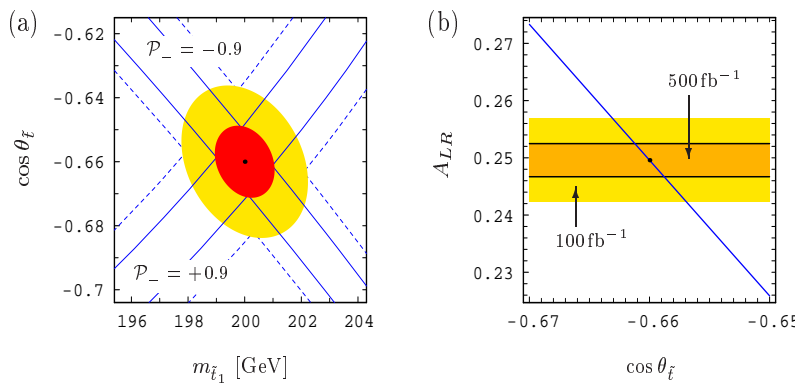 (a)
cos θ_t̃
−0.62
−0.64
−0.66
−0.68
−0.7
𝒫₋ = −0.9
𝒫₋ = +0.9
196 198 200 202 204
m_t̃₁ [GeV]
(b)
A_LR
0.27
0.26
0.25
0.24
0.23
500 fb⁻¹
100 fb⁻¹
−0.67 −0.66 −0.65
cos θ_t̃